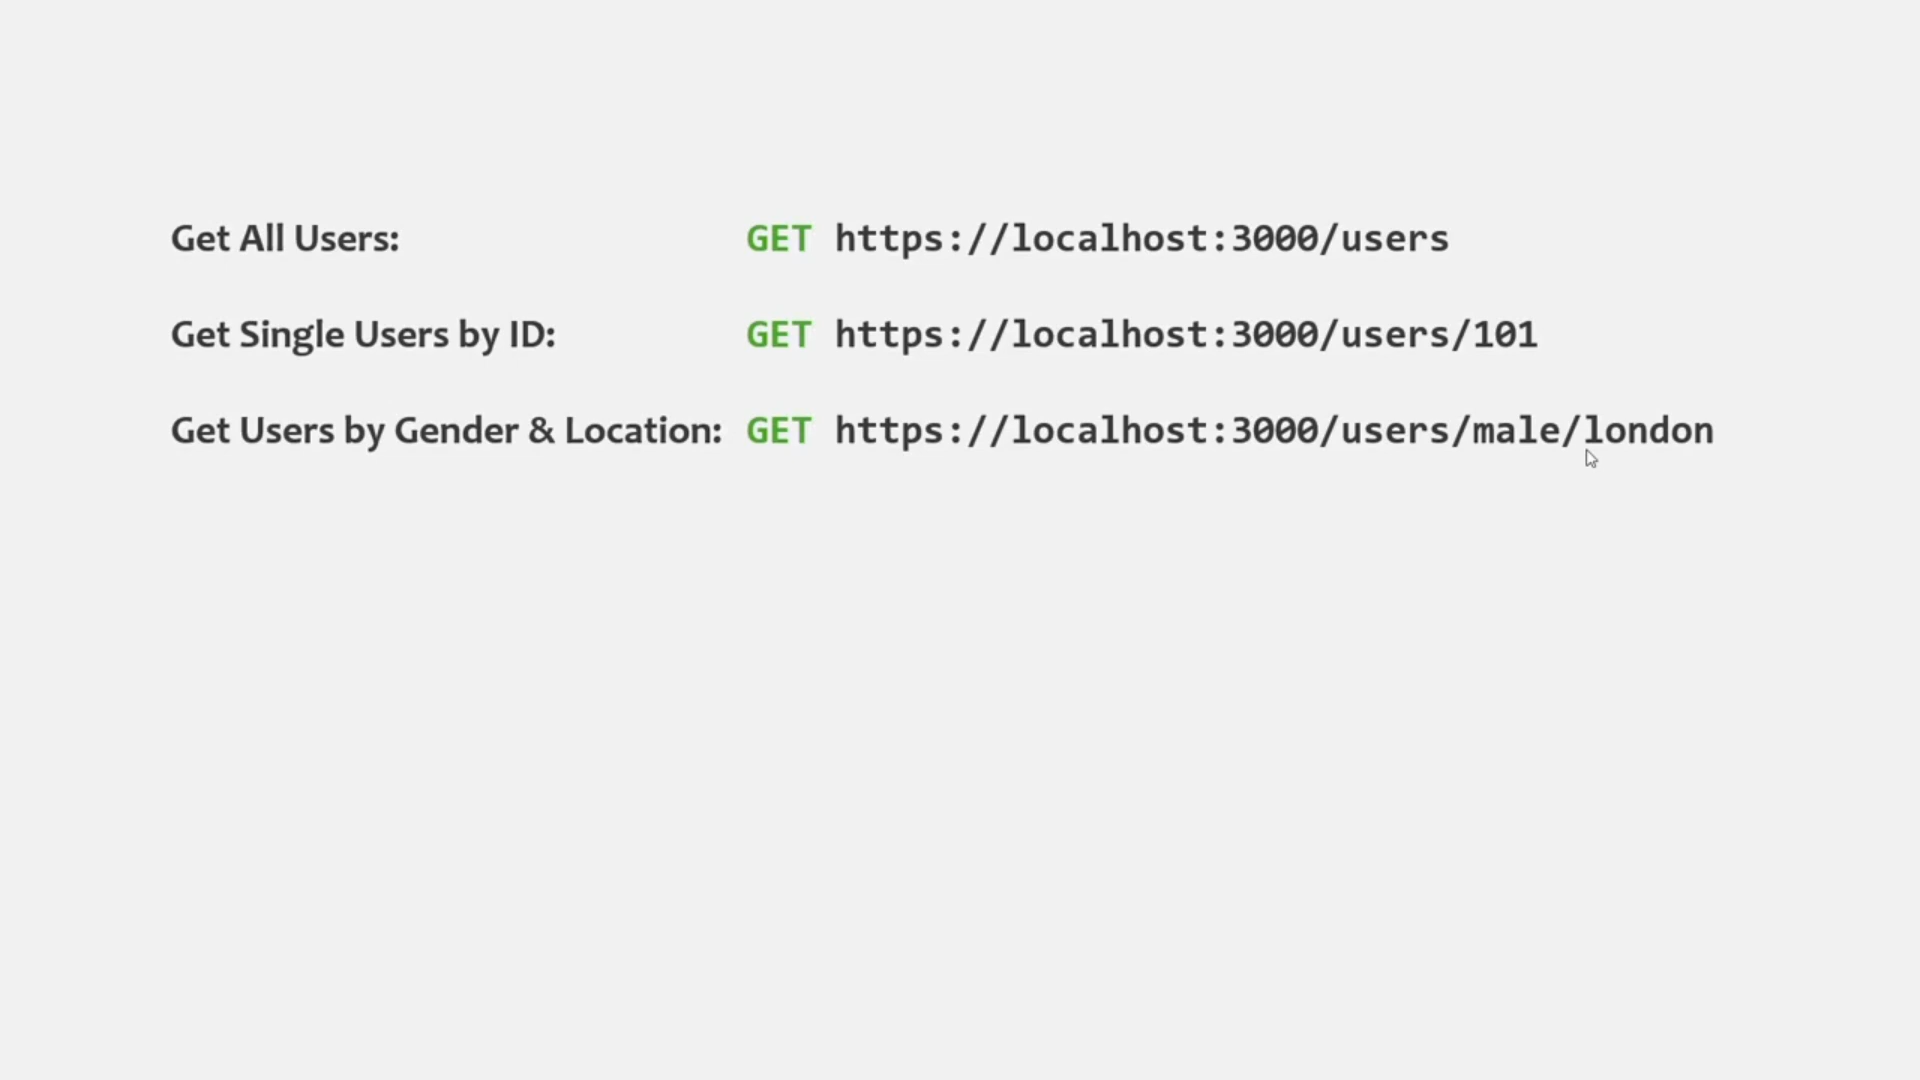 Get All Users: GET https://localhost:3000/users
Get Single Users by ID: GET https://localhost:3000/users/101
Get Users by Gender & Location: GET https://localhost:3000/users/male/london